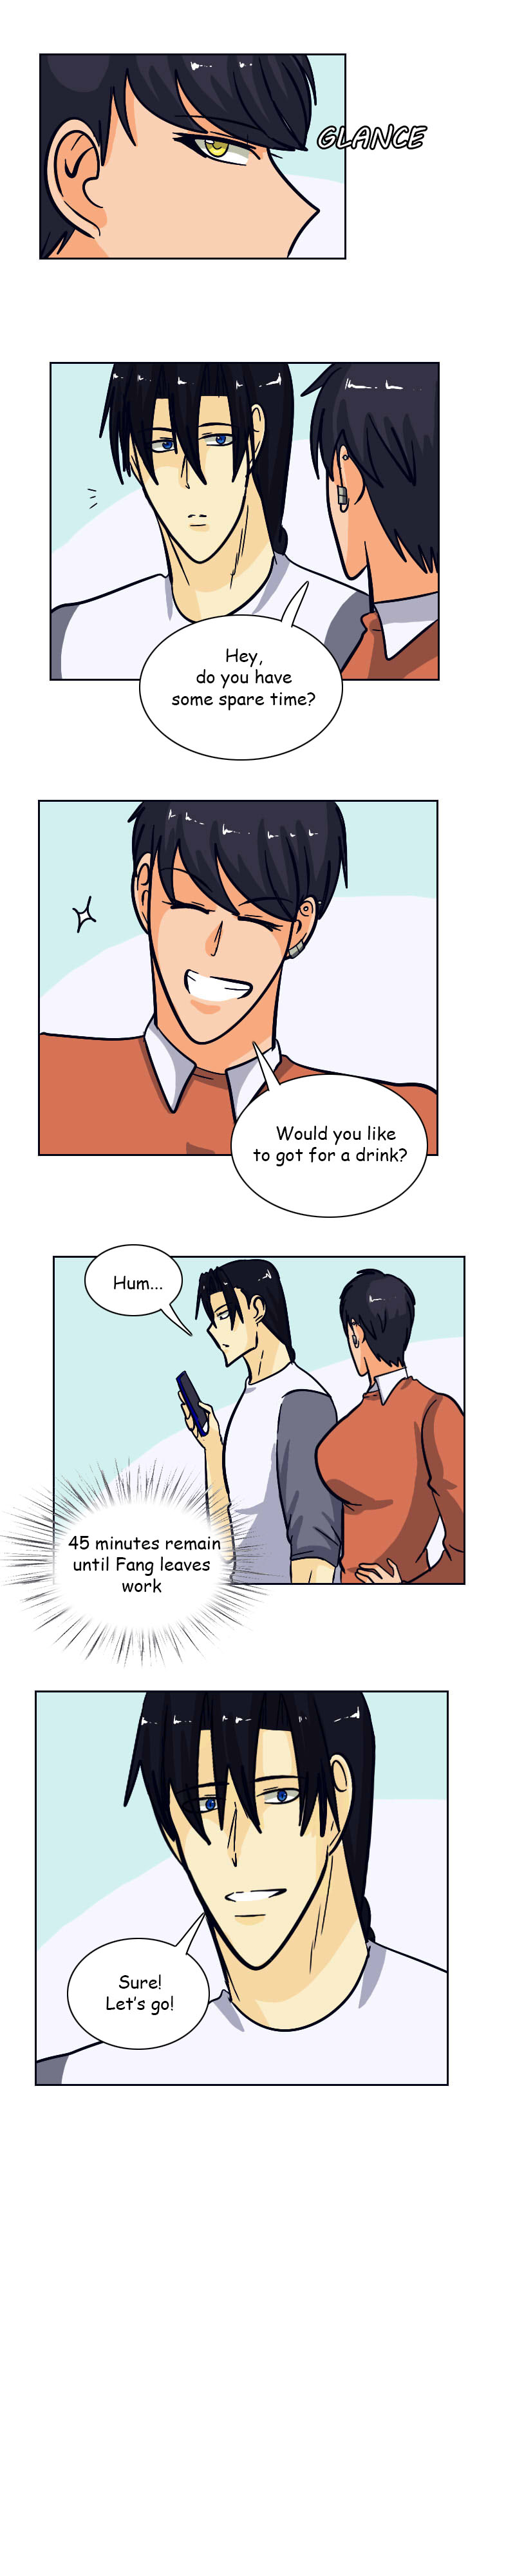 GLANCE
Hey,
do you have
some spare time?
Would you like
to got for a drink?
Hum...
45 minutes remain
until Fang leaves
work
Sure!
Let's go!